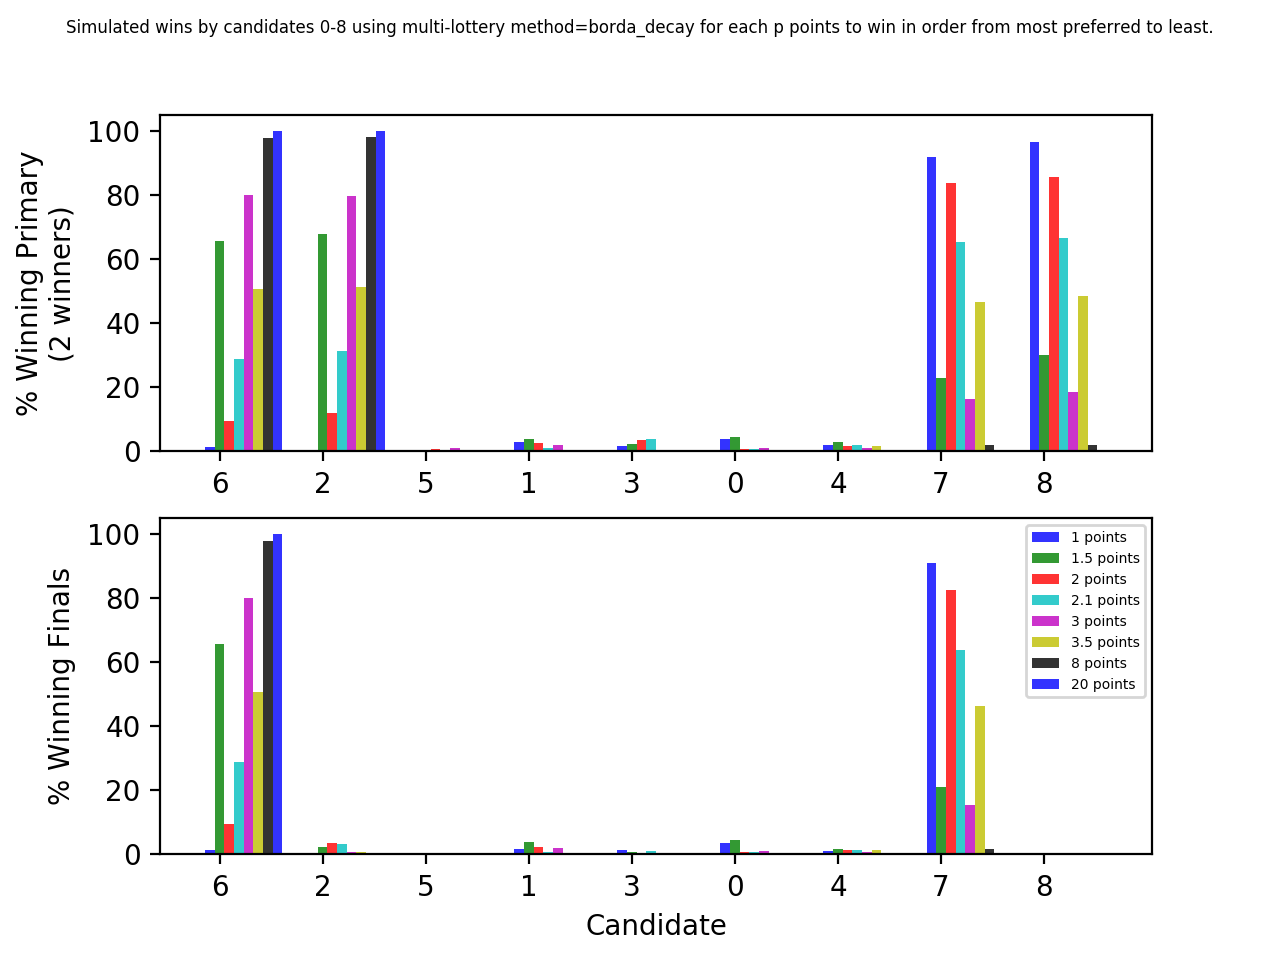 Simulated wins by candidates 0-8 using multi-lottery method=borda_decay for each p points to win in order from most preferred to least.
% Winning Primary
(2 winners)
100
80
60
40
20
0
6 2 5 1 3 0 4 7 8
% Winning Finals
100
80
60
40
20
0
1 points
1.5 points
2 points
2.1 points
3 points
3.5 points
8 points
20 points
6 2 5 1 3 0 4 7 8
Candidate